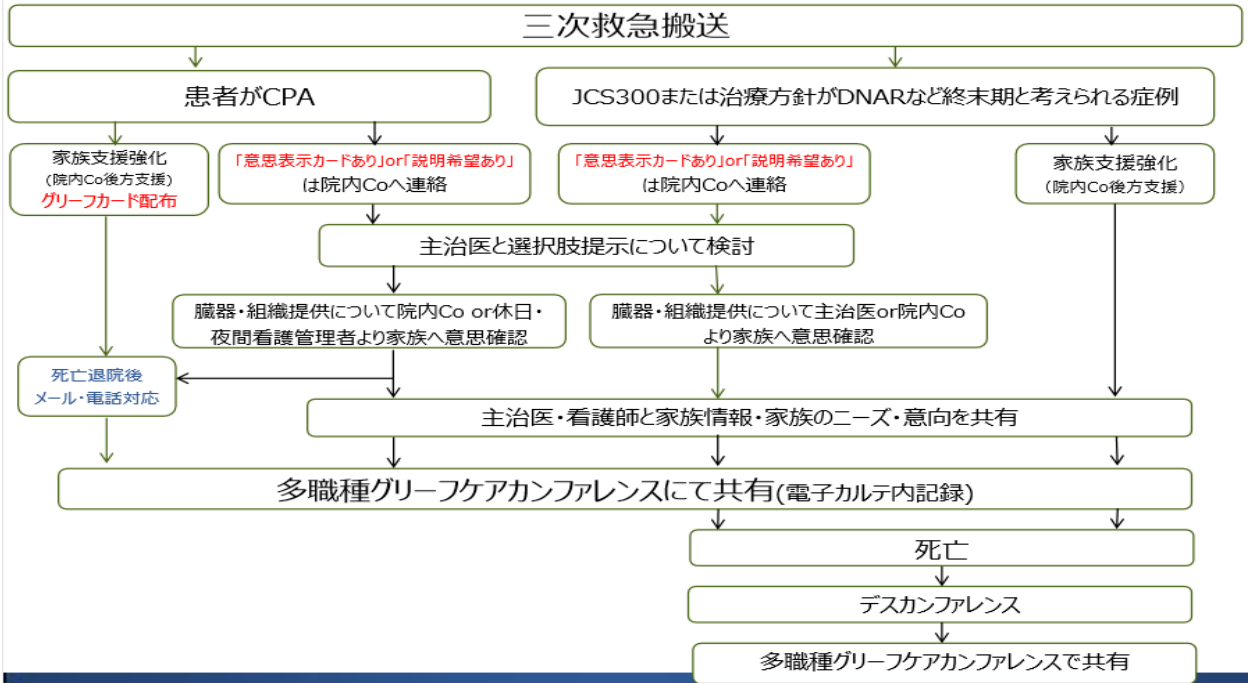 三次救急搬送
患者がCPA
JCS300または治療方針がDNARなど終末期と考えられる症例
家族支援強化
(院内Co後方支援)
グリーフカード配布
「意思表示カードあり」or「説明希望あり」
は院内Coへ連絡
「意思表示カードあり」or「説明希望あり」
は院内Coへ連絡
家族支援強化
(院内Co後方支援)
主治医と選択肢提示について検討
臓器・組織提供について院内Co or休日・
夜間看護管理者より家族へ意思確認
臓器・組織提供について主治医or院内Co
より家族へ意思確認
死亡退院後
メール・電話対応
主治医・看護師と家族情報・家族のニーズ・意向を共有
多職種グリーフケアカンファレンスにて共有(電子カルテ内記録)
死亡
デスカンファレンス
多職種グリーフケアカンファレンスで共有